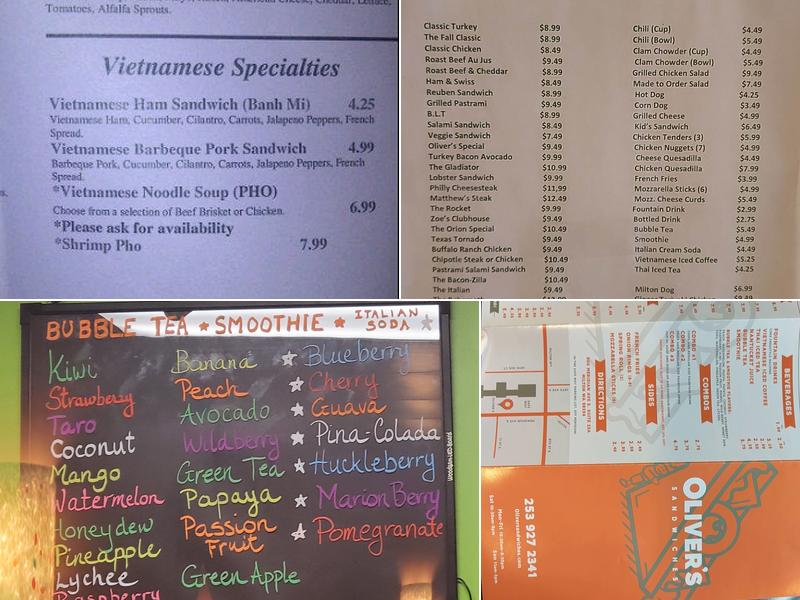 Tomatoes, Alfalfa Sprouts.
Vietnamese Specialties
Vietnamese Ham Sandwich (Banh Mi) 4.25
Vietnamese Ham, Cucumber, Cilantro, Carrots, Jalapeno Peppers, French
Spread.
Vietnamese Barbeque Pork Sandwich 4.99
Barbeque Pork, Cucumber, Cilantro, Carrots, Jalapeno Peppers, French
Spread.
*Vietnamese Noodle Soup (PHO)
Choose from a selection of Beef Brisket or Chicken. 6.99
*Please ask for availability
*Shrimp Pho 7.99
Classic Turkey $8.99
The Fall Classic $8.99
Classic Chicken $8.49
Roast Beef Au Jus $9.49
Roast Beef & Cheddar $8.99
Ham & Swiss $8.49
Reuben Sandwich $8.99
Grilled Pastrami $9.49
B.L.T $8.99
Salami Sandwich $8.49
Veggie Sandwich $7.49
Oliver's Special $9.49
Turkey Bacon Avocado $9.99
The Gladiator $10.99
Lobster Sandwich $9.99
Philly Cheesesteak $11,99
Matthew's Steak $12.49
The Rocket $9.99
Zoe's Clubhouse $9.49
The Orion Special $10.49
Texas Tornado $9.49
Buffalo Ranch Chicken $9.49
Chipotle Steak or Chicken $10.49
Pastrami Salami Sandwich $9.49
The Bacon-Zilla $10.49
The Italian $9.49
Chili (Cup) $4.49
Chili (Bowl) $5.49
Clam Chowder (Cup) $4.49
Clam Chowder (Bowl) $5.49
Grilled Chicken Salad $9.49
Made to Order Salad $7.49
Hot Dog $4.25
Corn Dog $3.49
Grilled Cheese $4.99
Kid's Sandwich $6.49
Chicken Tenders (3) $5.99
Chicken Nuggets (7) $4.99
Cheese Quesadilla $4.49
Chicken Quesadilla $7.99
French Fries $3.99
Mozzarella Sticks (6) $4.99
Mozz. Cheese Curds $5.49
Fountain Drink $2.99
Bottled Drink $2.75
Bubble Tea $5.49
Smoothie $4.99
Italian Cream Soda $4.49
Vietnamese Iced Coffee $5.25
Thai Iced Tea $4.25
Milton Dog $6.99
BUBBLE TEA ★ SMOOTHIE ★ ITALIAN SODA ★
Kiwi
Strawberry
Taro
Coconut
Mango
Watermelon
Honeydew
Pineapple
Lychee
Raspberry
Banana
Peach
Avocado
Wildberry
Green Tea
Papaya
Passion
Fruit
Green Apple
★ Blueberry
★ Cherry
★ Guava
★ Pina-Colada
★ Huckleberry
★ MarionBerry
★ Pomegranate
BEVERAGES
FOUNTAIN DRINKS
VIETNAMESE ICED COFFEE
THAI ICED TEA
NANTUCKET JUICE
BUBBLE TEA
SMOOTHIE
COMBOS
COMBO #1
COMBO #2
COMBO #3
SIDES
FRENCH FRIES
ONION RINGS
SPRING ROLL
MOZZARELLA STICKS
DIRECTIONS
OLIVER'S
SANDWICHES
253 927 2341
Oliversandwiches.com